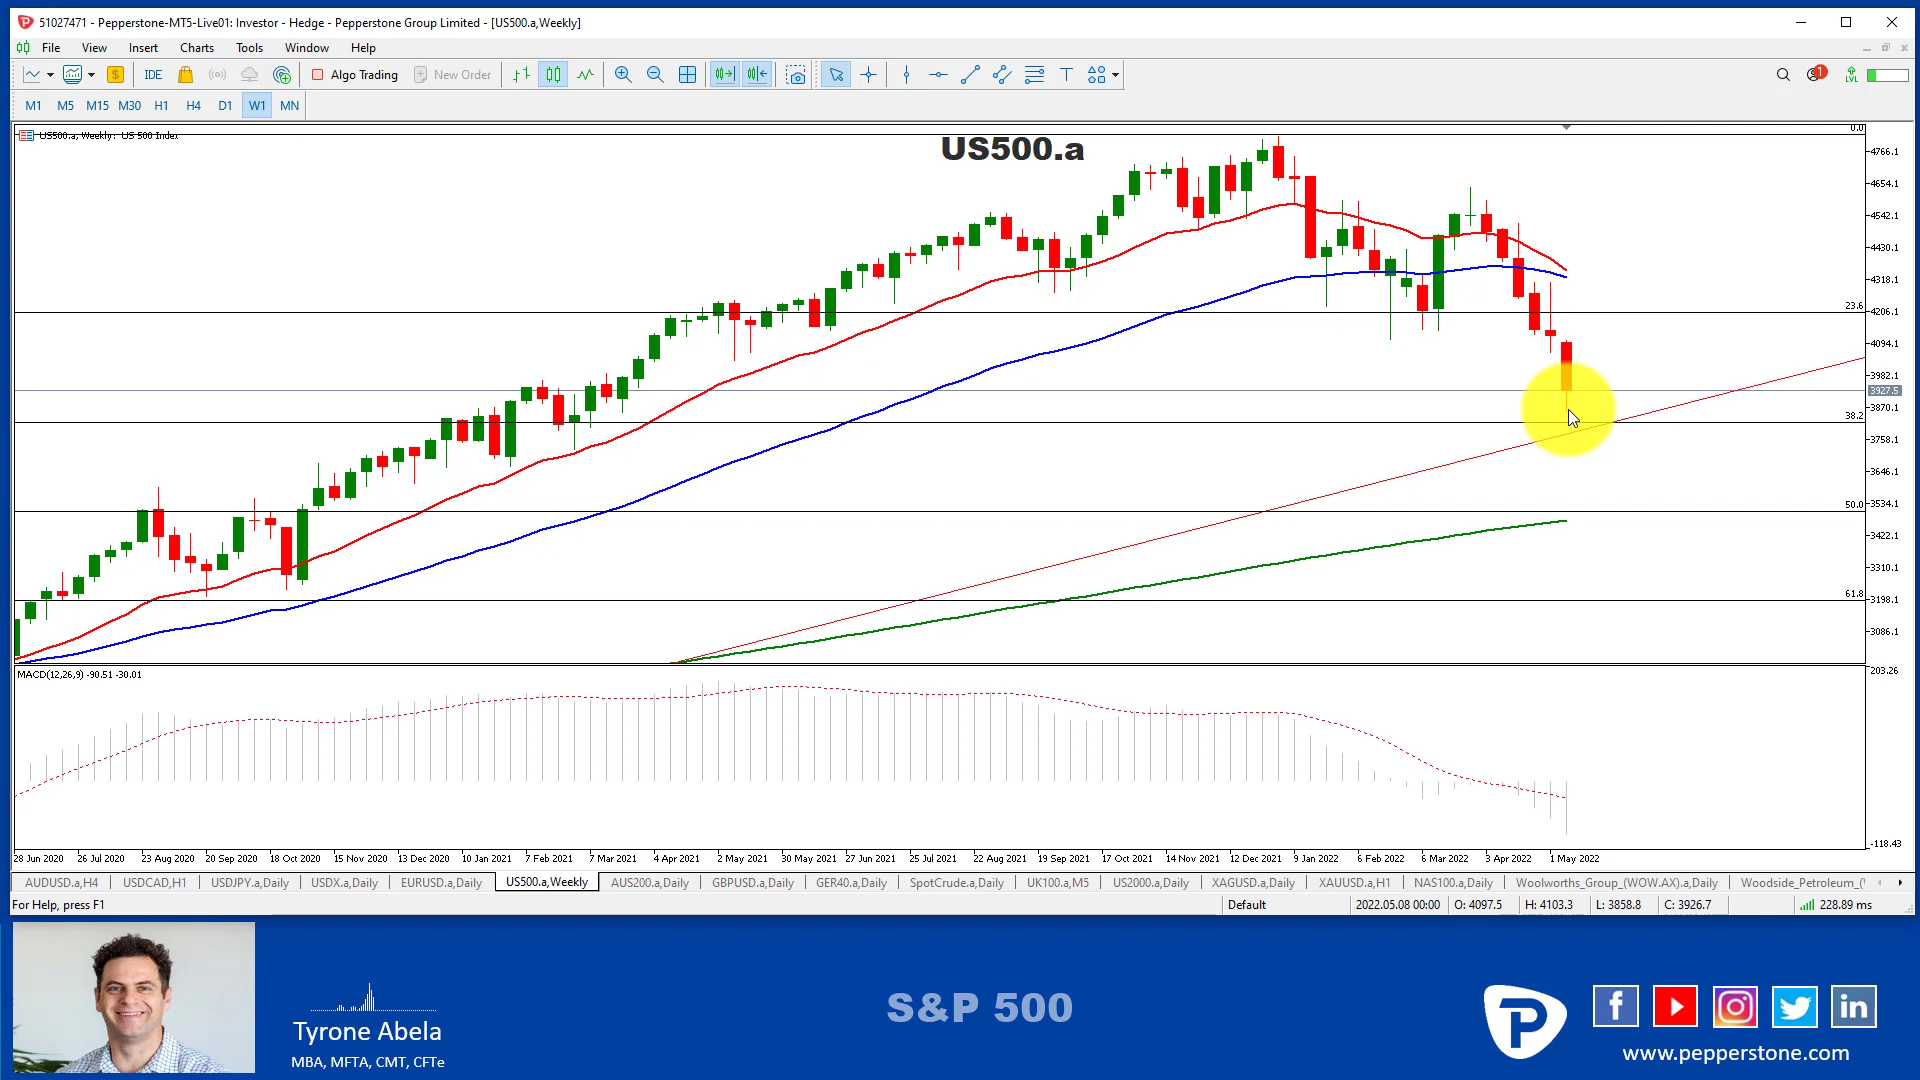 51027471 - Pepperstone-MT5-Live01: Investor - Hedge - Pepperstone Group Limited - [US500.a,Weekly]
File View Insert Charts Tools Window Help
IDE Algo Trading New Order T 1 LVL
M1 M5 M15 M30 H1 H4 D1 W1 MN
US500.a, Weekly: US 500 Index
US500.a
0.0
4766.1
4654.1
4542.1
4430.1
4318.1
23.6
4206.1
4094.1
3982.1
3927.5
3870.1
38.2
3758.1
3646.1
50.0
3534.1
3422.1
3310.1
61.8
3198.1
3086.1
MACD(12,26,9) -90.51 -30.01
203.26
-118.43
28 Jun 2020 26 Jul 2020 23 Aug 2020 20 Sep 2020 18 Oct 2020 15 Nov 2020 13 Dec 2020 10 Jan 2021 7 Feb 2021 7 Mar 2021 4 Apr 2021 2 May 2021 30 May 2021 27 Jun 2021 25 Jul 2021 22 Aug 2021 19 Sep 2021 17 Oct 2021 14 Nov 2021 12 Dec 2021 9 Jan 2022 6 Feb 2022 6 Mar 2022 3 Apr 2022 1 May 2022
AUDUSD.a,H4 USDCAD,H1 USDJPY.a,Daily USDX.a,Daily EURUSD.a,Daily US500.a,Weekly AUS200.a,Daily GBPUSD.a,Daily GER40.a,Daily SpotCrude.a,Daily UK100.a,M5 US2000.a,Daily XAGUSD.a,Daily XAUUSD.a,H1 NAS100.a,Daily Woolworths_Group_(WOW.AX).a,Daily Woodside_Petroleum_(
For Help, press F1 Default 2022.05.08 00:00 O: 4097.5 H: 4103.3 L: 3858.8 C: 3926.7 228.89 ms
Tyrone Abela
MBA, MFTA, CMT, CFTe
S&P 500
www.pepperstone.com